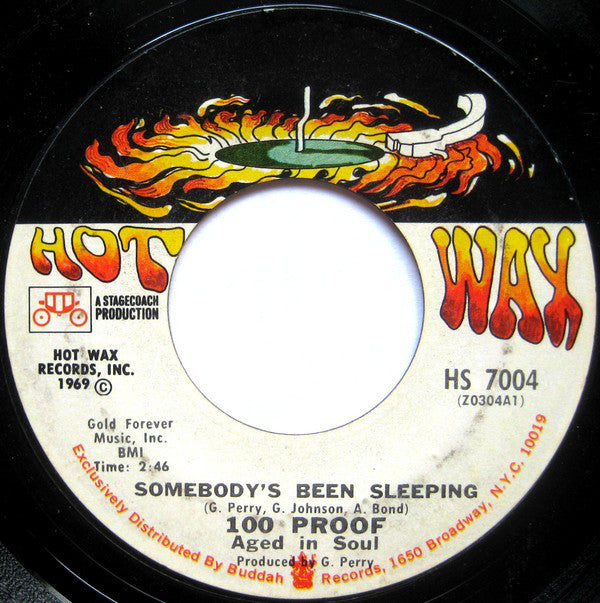 HOT WAX
A STAGECOACH
PRODUCTION
HOT WAX
RECORDS, INC.
1969 ©
HS 7004
(Z0304A1)
Gold Forever
Music, Inc.
BMI
Time: 2:46
SOMEBODY'S BEEN SLEEPING
(G. Perry, G. Johnson, A. Bond)
100 PROOF
Aged in Soul
Produced by G. Perry
Exclusively Distributed By Buddah Records, 1650 Broadway, N.Y.C. 10019